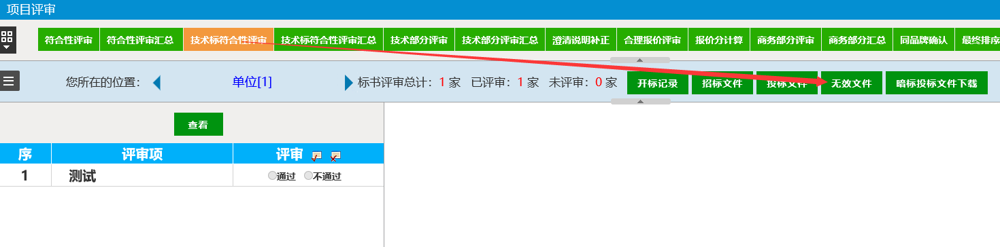 项目评审
符合性评审 符合性评审汇总 技术标符合性评审 技术标符合性评审汇总 技术部分评审 技术部分评审汇总 澄清说明补正 合理报价评审 报价分计算 商务部分评审 商务部分汇总 同品牌确认 最终排序
您所在的位置： 单位[1] 标书评审总计：1 家 已评审：1 家 未评审：0 家 开标记录 招标文件 投标文件 无效文件 暗标投标文件下载
查看
序 评审项 评审
1 测试 通过 不通过